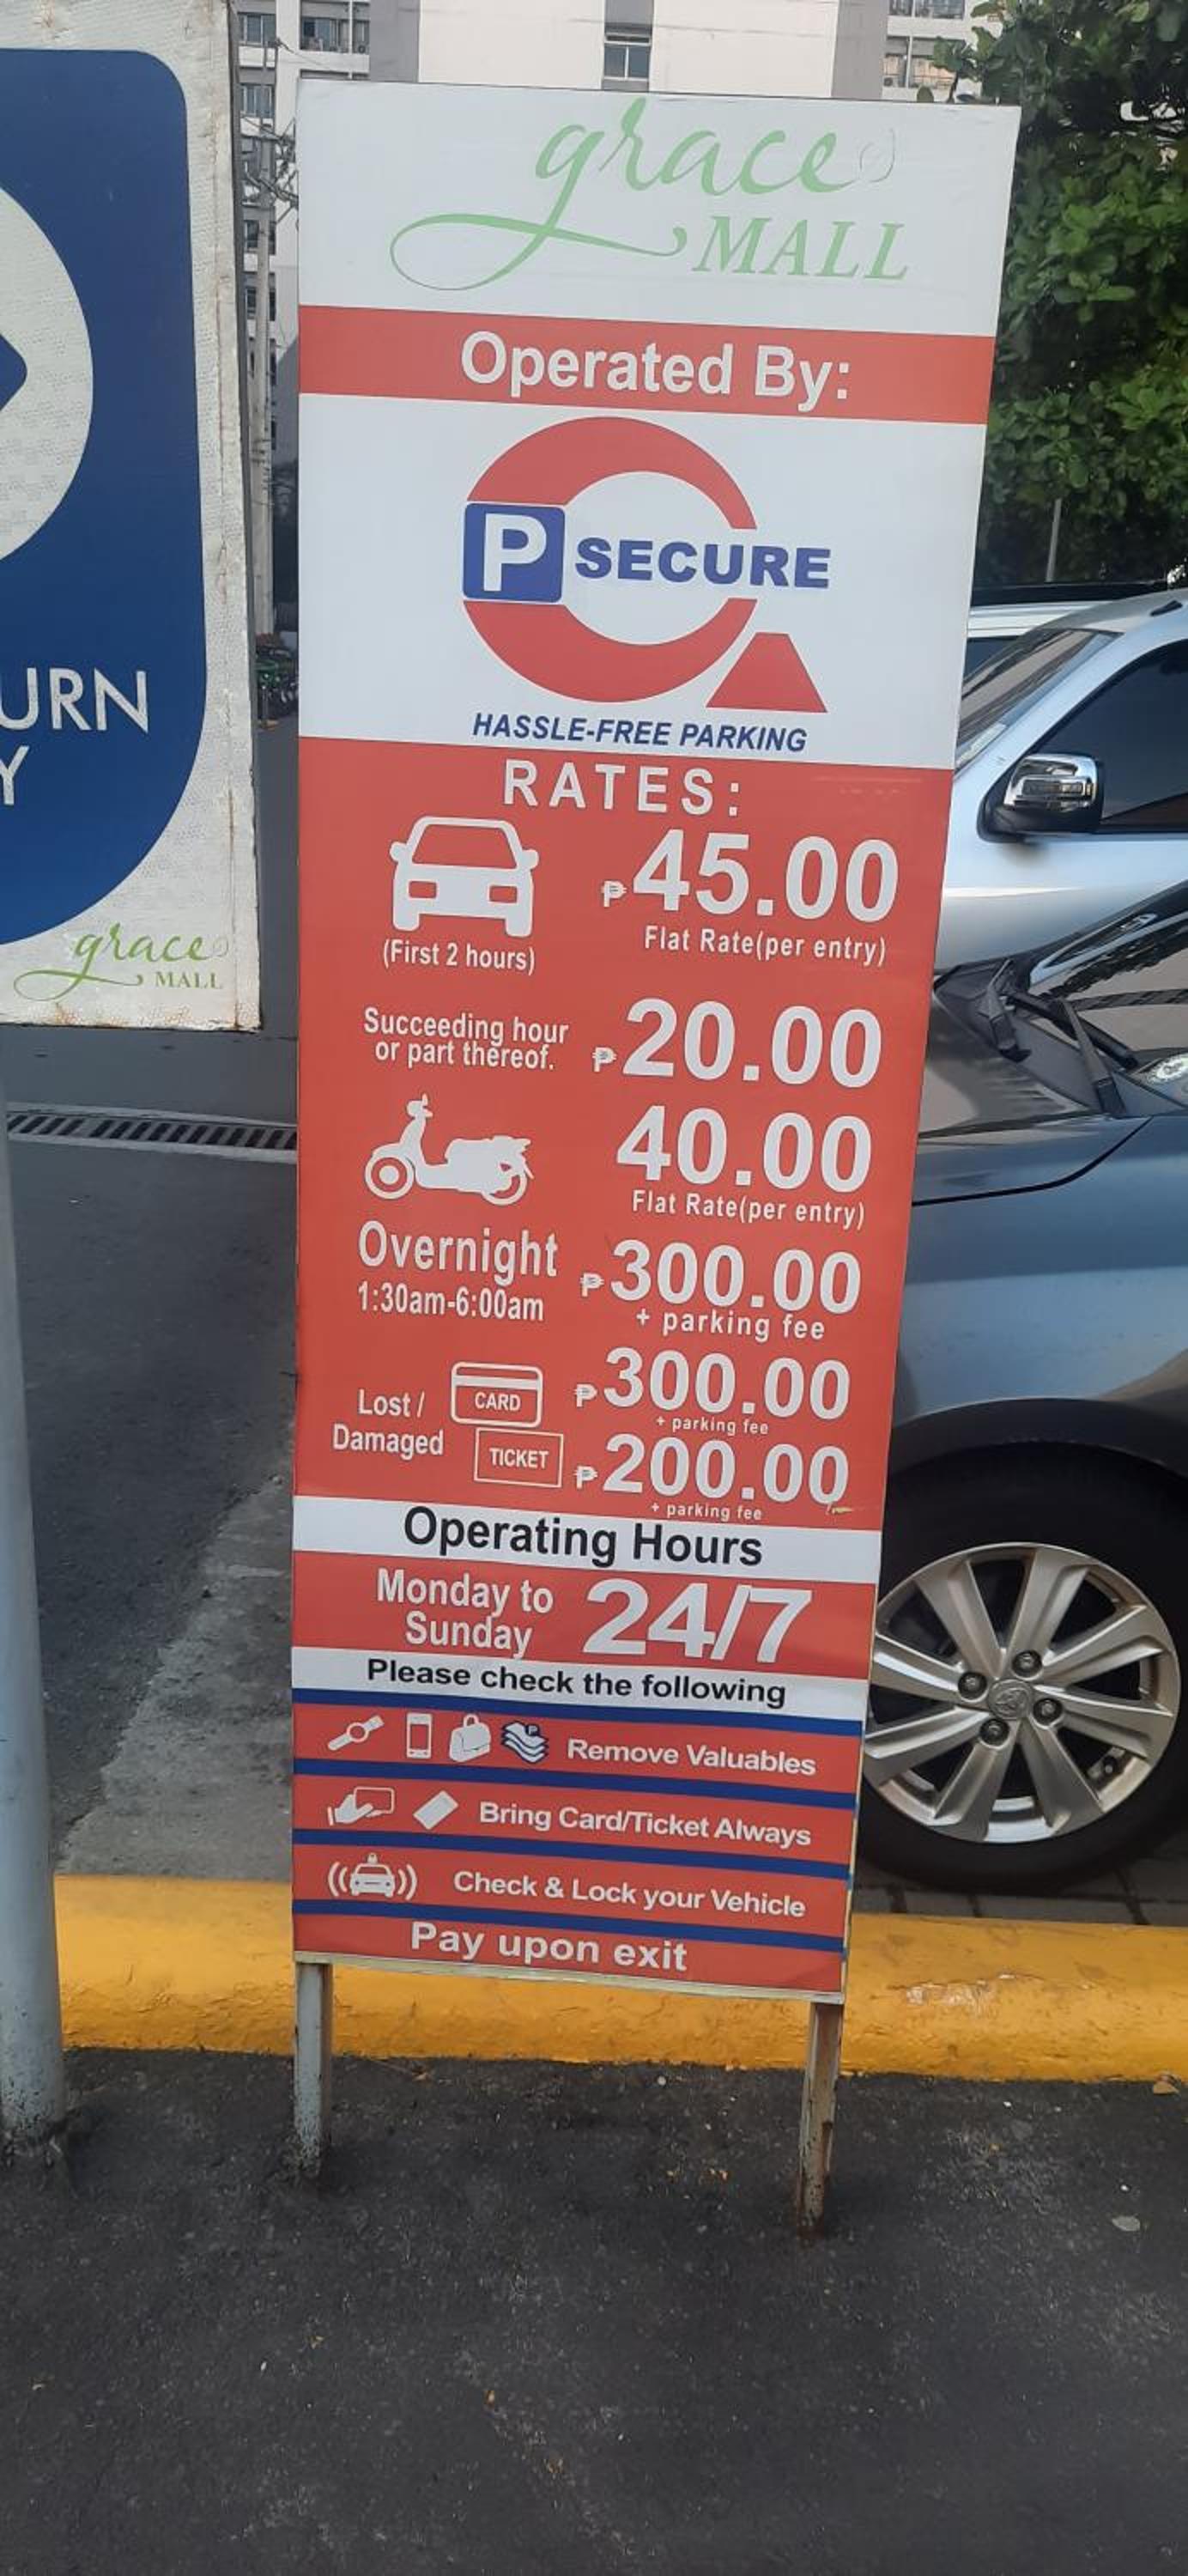 grace
MALL
Operated By:
P SECURE
HASSLE-FREE PARKING
RATES:
₱45.00
(First 2 hours)
Flat Rate(per entry)
Succeeding hour
or part thereof.
₱20.00
40.00
Flat Rate(per entry)
Overnight
1:30am-6:00am
₱300.00
+ parking fee
Lost /
Damaged
CARD
₱300.00
+ parking fee
TICKET
₱200.00
+ parking fee
Operating Hours
Monday to
Sunday
24/7
Please check the following
P
Remove Valuables
Bring Card/Ticket Always
Check & Lock your Vehicle
Pay upon exit
URN
Y
grace
MALL